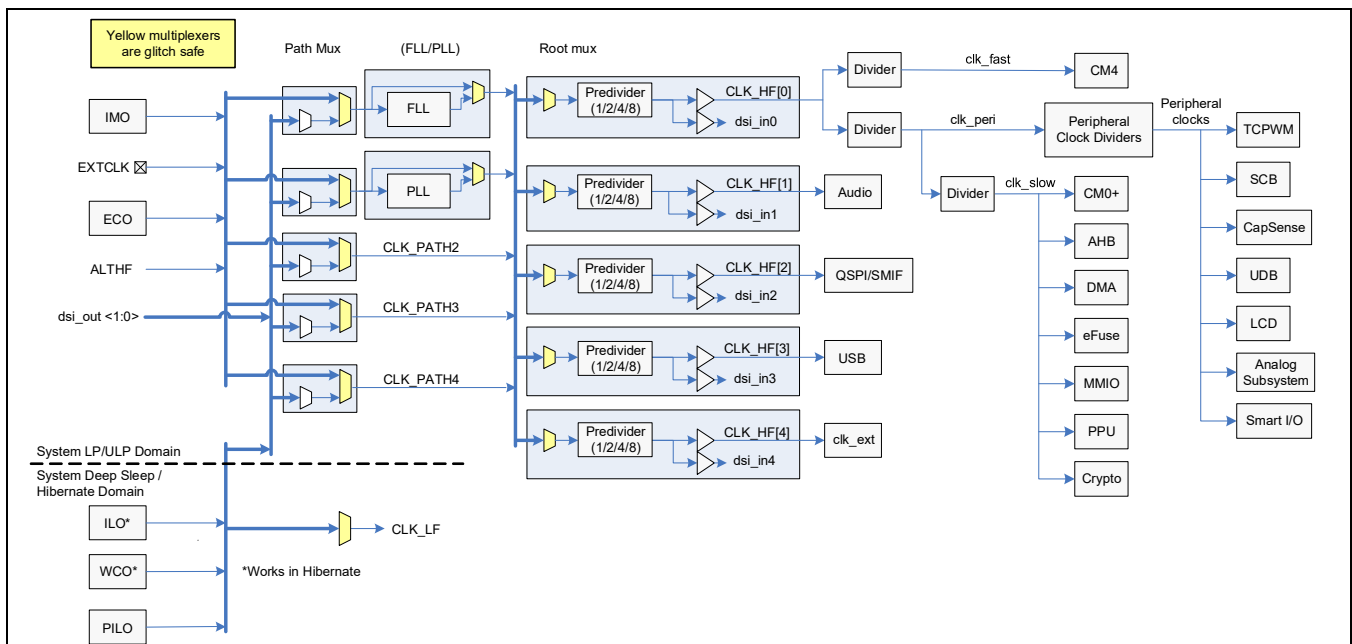 Yellow multiplexers
are glitch safe
Path Mux
(FLL/PLL)
Root mux
IMO
EXTCLK
ECO
ALTHF
dsi_out <1:0>
FLL
PLL
CLK_PATH2
CLK_PATH3
CLK_PATH4
Predivider
(1/2/4/8)
CLK_HF[0]
dsi_in0
Predivider
(1/2/4/8)
CLK_HF[1]
dsi_in1
Audio
Predivider
(1/2/4/8)
CLK_HF[2]
dsi_in2
QSPI/SMIF
Predivider
(1/2/4/8)
CLK_HF[3]
dsi_in3
USB
Predivider
(1/2/4/8)
CLK_HF[4]
dsi_in4
clk_ext
Divider
clk_fast
CM4
Divider
clk_peri
Peripheral
Clock Dividers
Peripheral
clocks
Divider
clk_slow
CM0+
AHB
DMA
eFuse
MMIO
PPU
Crypto
TCPWM
SCB
CapSense
UDB
LCD
Analog
Subsystem
Smart I/O
System LP/ULP Domain
System Deep Sleep /
Hibernate Domain
ILO*
WCO*
PILO
CLK_LF
*Works in Hibernate